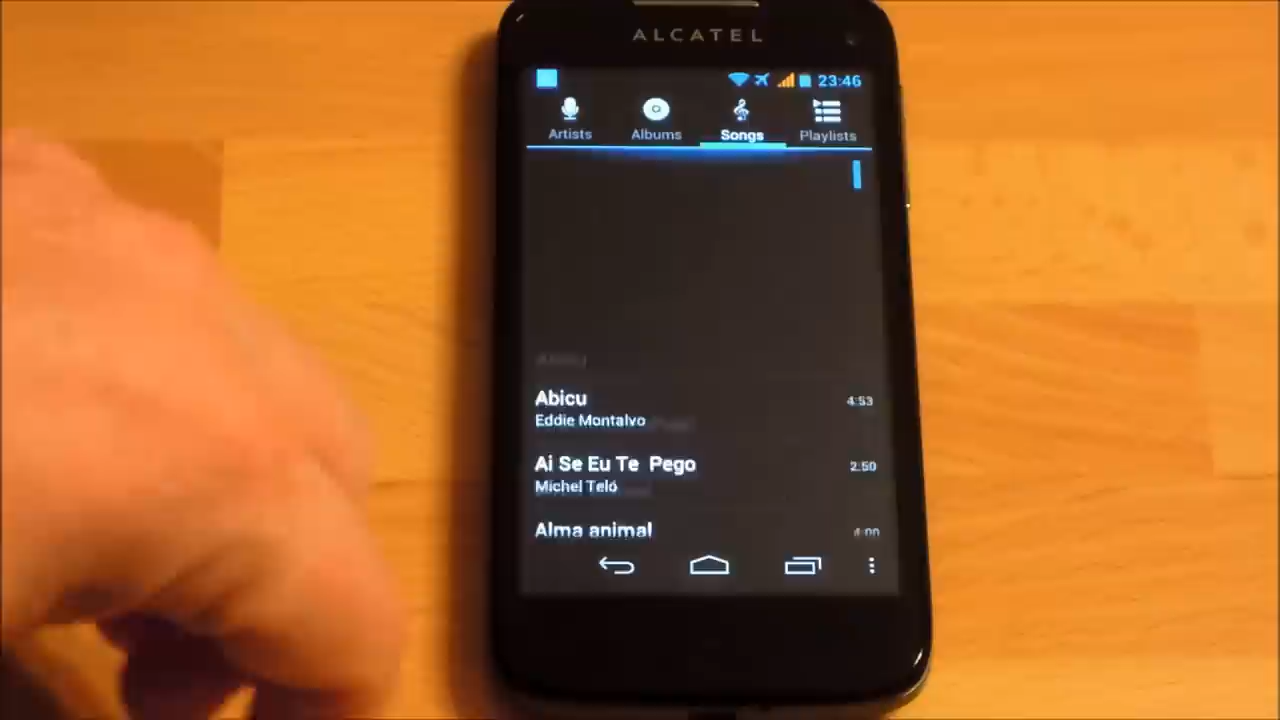 ALCATEL
23:46
Artists Albums Songs Playlists
Abicu 4:53
Eddie Montalvo
Ai Se Eu Te Pego 2:50
Michel Teló
Alma animal 4:00